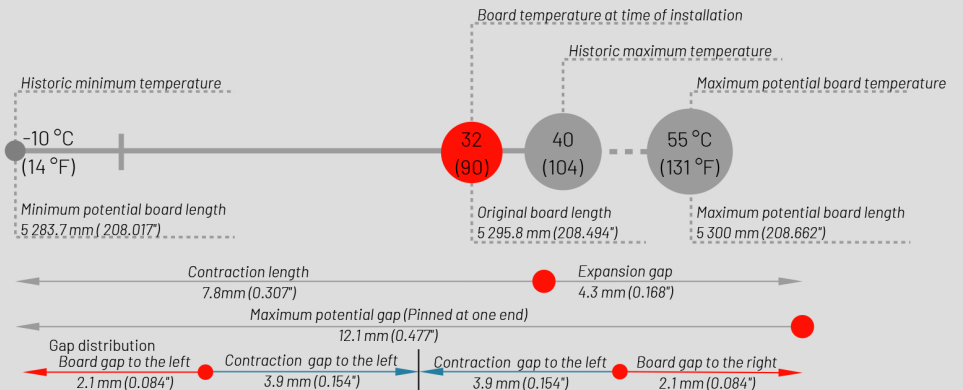 Board temperature at time of installation
Historic maximum temperature
Historic minimum temperature
Maximum potential board temperature
-10 °C
(14 °F)
32
(90)
40
(104)
55 °C
(131 °F)
Minimum potential board length
5 283.7 mm ( 208.017")
Original board length
5 295.8 mm (208.494")
Maximum potential board length
5 300 mm (208.662")
Contraction length
7.8mm (0.307")
Expansion gap
4.3 mm (0.168")
Maximum potential gap (Pinned at one end)
12.1 mm (0.477")
Gap distribution
Board gap to the left
2.1 mm (0.084")
Contraction gap to the left
3.9 mm (0.154")
Contraction gap to the left
3.9 mm (0.154")
Board gap to the right
2.1 mm (0.084")